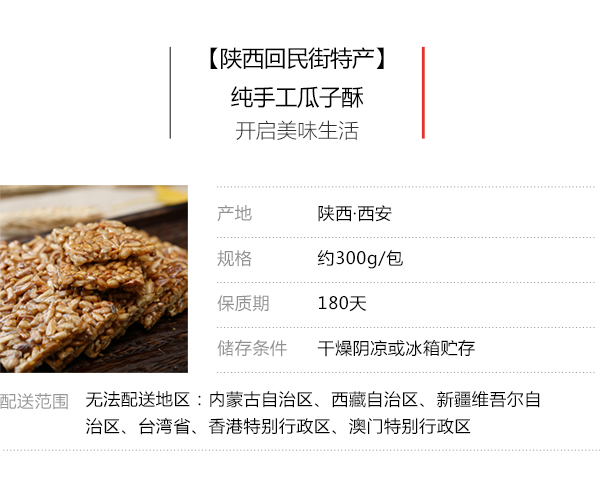 【陕西回民街特产】
纯手工瓜子酥
开启美味生活
产地 陕西·西安
规格 约300g/包
保质期 180天
储存条件 干燥阴凉或冰箱贮存
配送范围 无法配送地区：内蒙古自治区、西藏自治区、新疆维吾尔自
治区、台湾省、香港特别行政区、澳门特别行政区